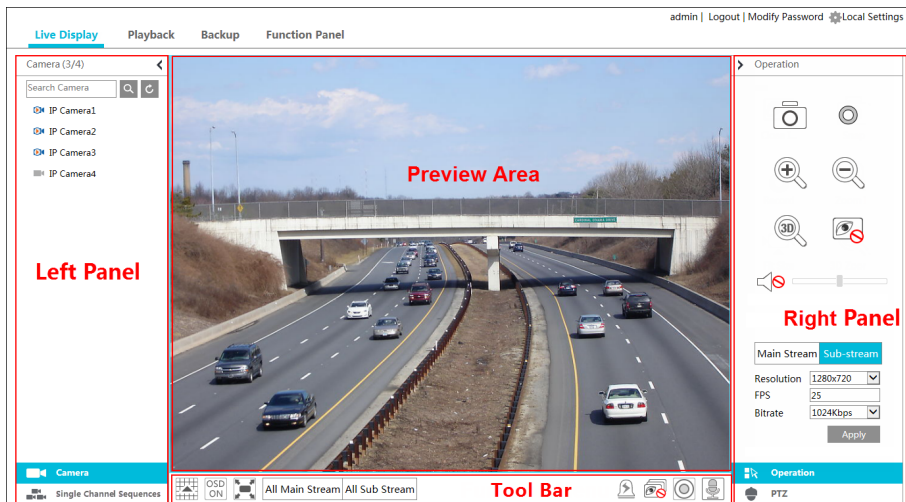 admin | Logout | Modify Password Local Settings
Live Display Playback Backup Function Panel
Camera (3/4)
Search Camera
IP Camera1
IP Camera2
IP Camera3
IP Camera4
Left Panel
Camera
Single Channel Sequences
Preview Area
OSD
ON
All Main Stream All Sub Stream
Tool Bar
Operation
3D
Right Panel
Main Stream Sub-stream
Resolution 1280x720
FPS 25
Bitrate 1024Kbps
Apply
Operation
PTZ